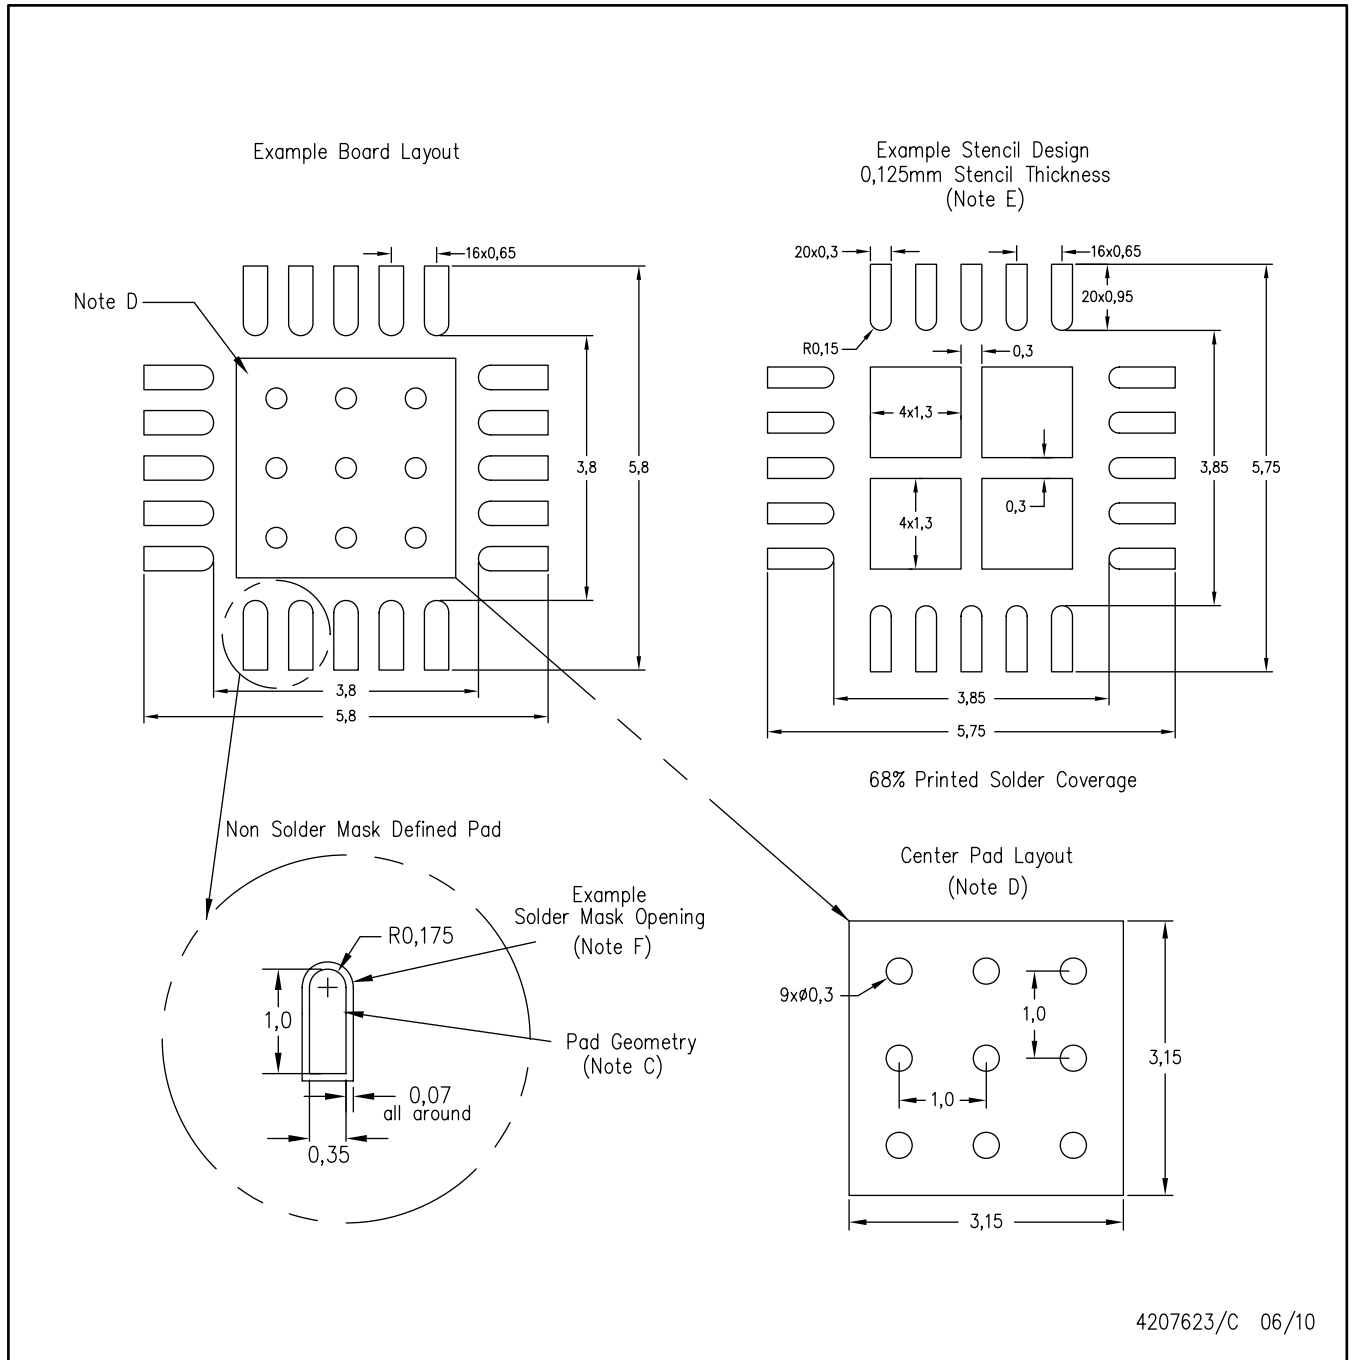 Example Board Layout
16x0,65
Note D
3,8
5,8
3,8
5,8
Example Stencil Design
0,125mm Stencil Thickness
(Note E)
20x0,3
16x0,65
20x0,95
R0,15
0,3
4x1,3
3,85
5,75
0,3
4x1,3
3,85
5,75
68% Printed Solder Coverage
Non Solder Mask Defined Pad
Example
Solder Mask Opening
(Note F)
R0,175
1,0
Pad Geometry
(Note C)
0,07
all around
0,35
Center Pad Layout
(Note D)
9xø0,3
1,0
3,15
1,0
3,15
4207623/C 06/10